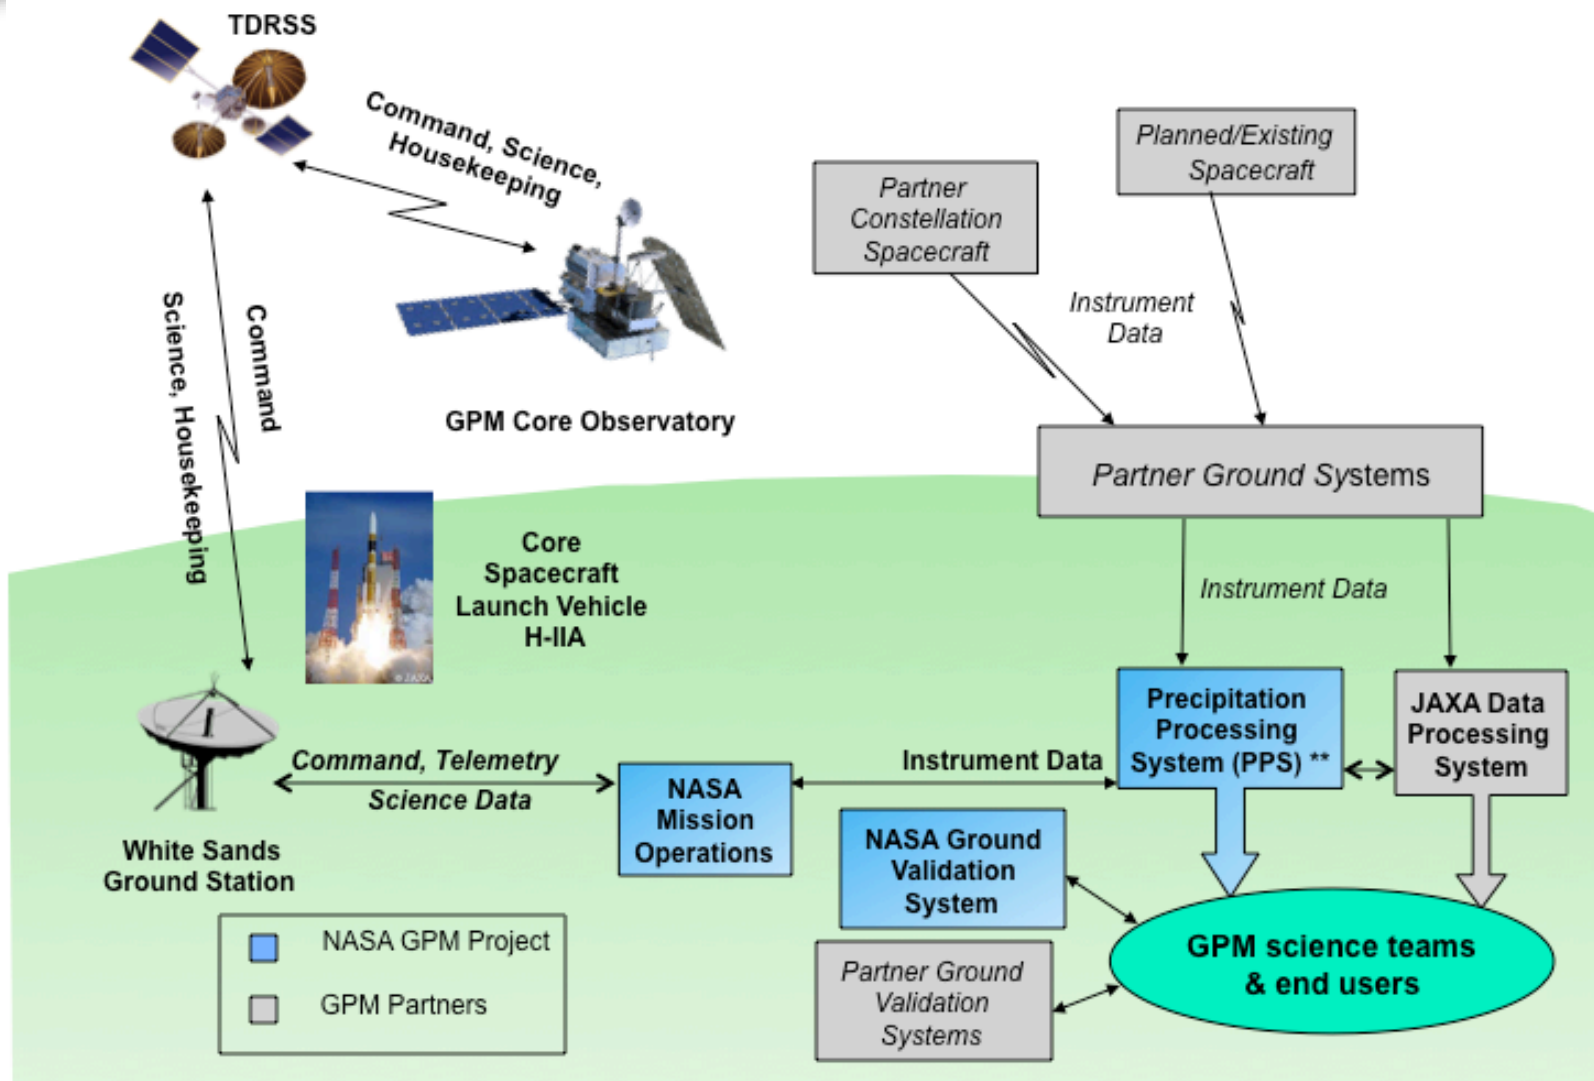 TDRSS
Command, Science,
Housekeeping
Planned/Existing
Spacecraft
Partner
Constellation
Spacecraft
Instrument
Data
Science, Housekeeping
Command
GPM Core Observatory
Partner Ground Systems
Core
Spacecraft
Launch Vehicle
H-IIA
© JAXA
Instrument Data
Precipitation
Processing
System (PPS) **
JAXA Data
Processing
System
Command, Telemetry
Science Data
Instrument Data
NASA
Mission
Operations
NASA Ground
Validation
System
White Sands
Ground Station
GPM science teams
& end users
NASA GPM Project
GPM Partners
Partner Ground
Validation
Systems